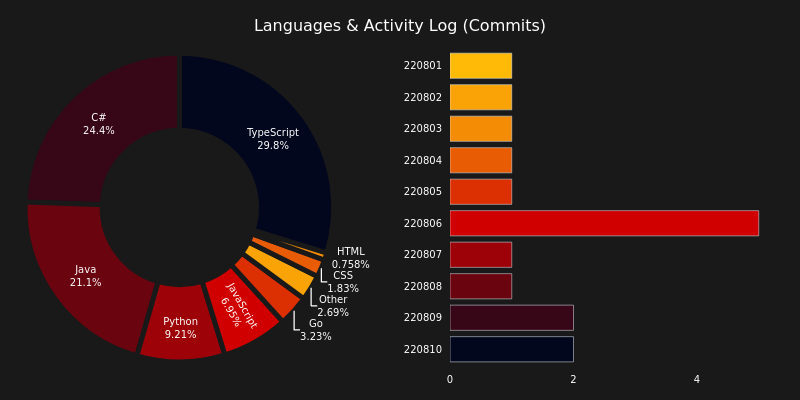 Languages & Activity Log (Commits)
TypeScript
29.8%
C#
24.4%
Java
21.1%
Python
9.21%
JavaScript
6.95%
Go
3.23%
Other
2.69%
CSS
1.83%
HTML
0.758%
220801
220802
220803
220804
220805
220806
220807
220808
220809
220810
0 2 4